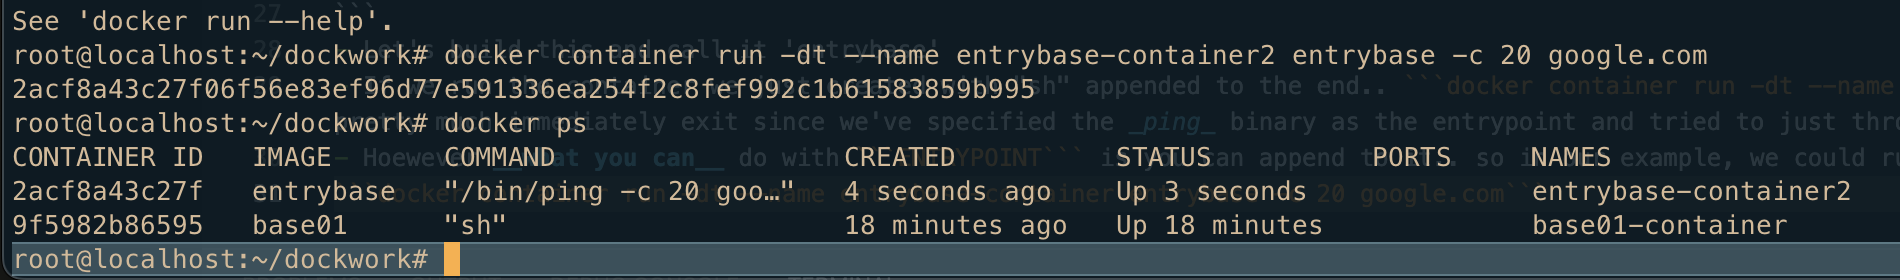 See 'docker run --help'.
root@localhost:~/dockwork# docker container run -dt --name entrybase-container2 entrybase -c 20 google.com
2acf8a43c27f06f56e83ef96d77e591336ea254f2c8fef992c1b61583859b995
root@localhost:~/dockwork# docker ps
CONTAINER ID   IMAGE       COMMAND                  CREATED          STATUS          PORTS     NAMES
2acf8a43c27f   entrybase   "/bin/ping -c 20 goo…"   4 seconds ago    Up 3 seconds              entrybase-container2
9f5982b86595   base01      "sh"                     18 minutes ago   Up 18 minutes             base01-container
root@localhost:~/dockwork#